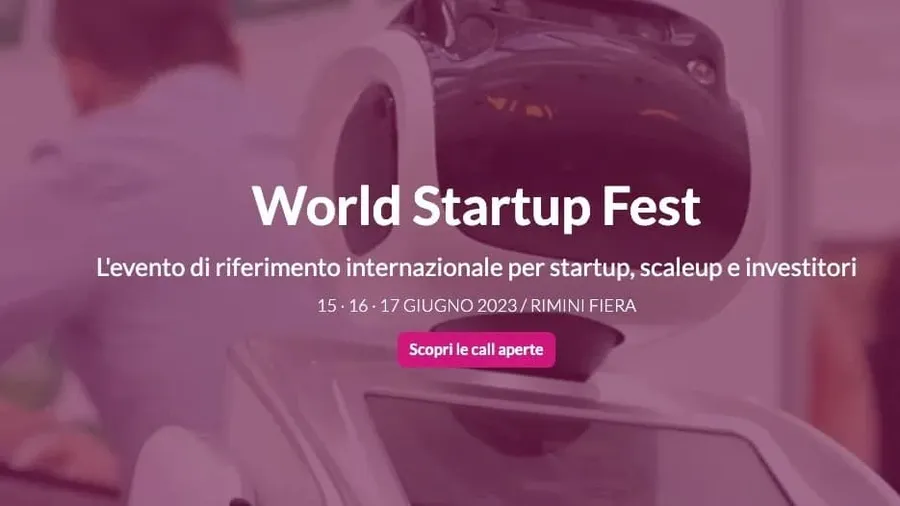 World Startup Fest
L'evento di riferimento internazionale per startup, scaleup e investitori
15 · 16 · 17 GIUGNO 2023 / RIMINI FIERA
Scopri le call aperte